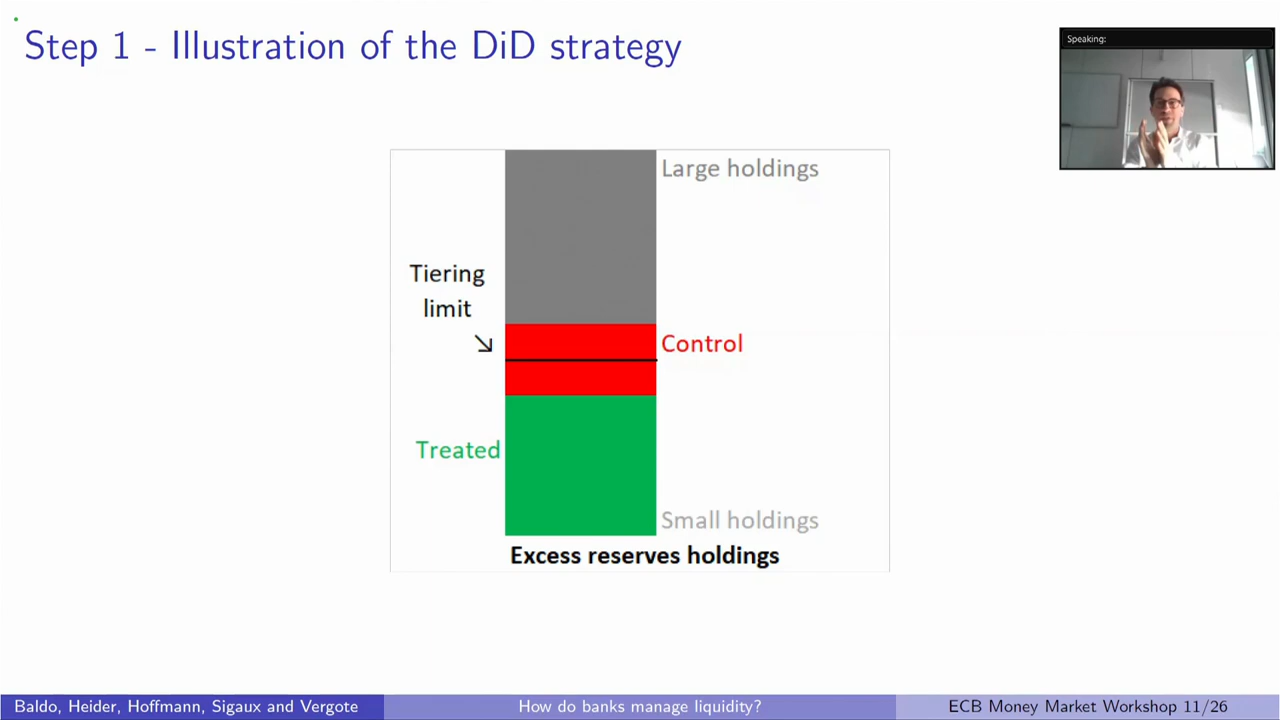 Step 1 - Illustration of the DiD strategy
Speaking:
Large holdings
Tiering
limit
Control
Treated
Small holdings
Excess reserves holdings
Baldo, Heider, Hoffmann, Sigaux and Vergote
How do banks manage liquidity?
ECB Money Market Workshop 11/26